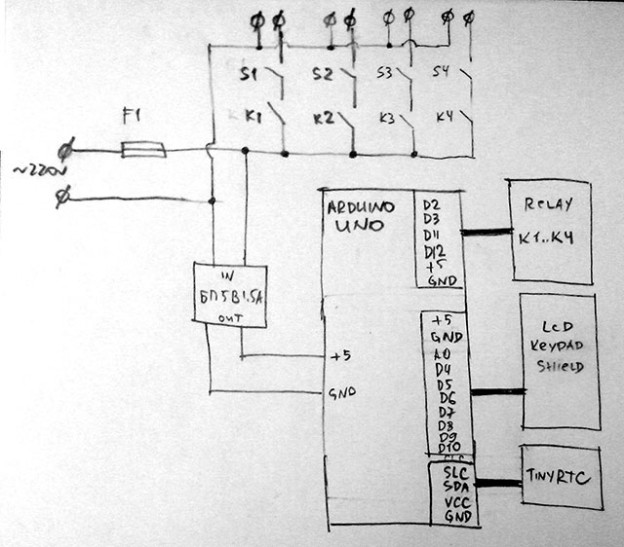 S1
S2
S3
S4
F1
K1
K2
K3
K4
~220V
ARDUINO
UNO
D2
D3
D11
D12
+5
GND
RELAY
K1..K4
IN
БП5В1.5А
OUT
+5
GND
+5
GND
A0
D4
D5
D6
D7
D8
D9
D10
LCD
KEYPAD
SHIELD
SLC
SDA
VCC
GND
TINYRTC